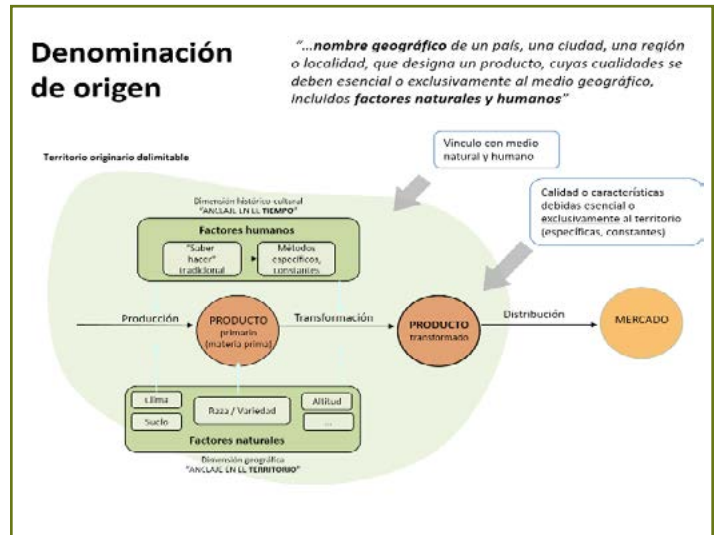 Denominación
de origen
“...nombre geográfico de un país, una ciudad, una región
o localidad, que designa un producto, cuyas cualidades se
deben esencial o exclusivamente al medio geográfico,
incluidos factores naturales y humanos”
Vínculo con medio
natural y humano
Territorio originario delimitable
Calidad o características
debidas esencial o
exclusivamente al territorio
(específicas, constantes)
Dimensión histórico cultural
"ANCLAJE EN EL TIEMPO"
Factores humanos
"Saber
hacer"
tradicional
Métodos
específicos,
constantes
Producción
PRODUCTO
primario
(materia prima)
Transformación
PRODUCTO
transformado
Distribución
MERCADO
Clima
Suelo
Raza / Variedad
Altitud
...
Factores naturales
Dimensión geográfica
"ANCLAJE EN EL TERRITORIO"